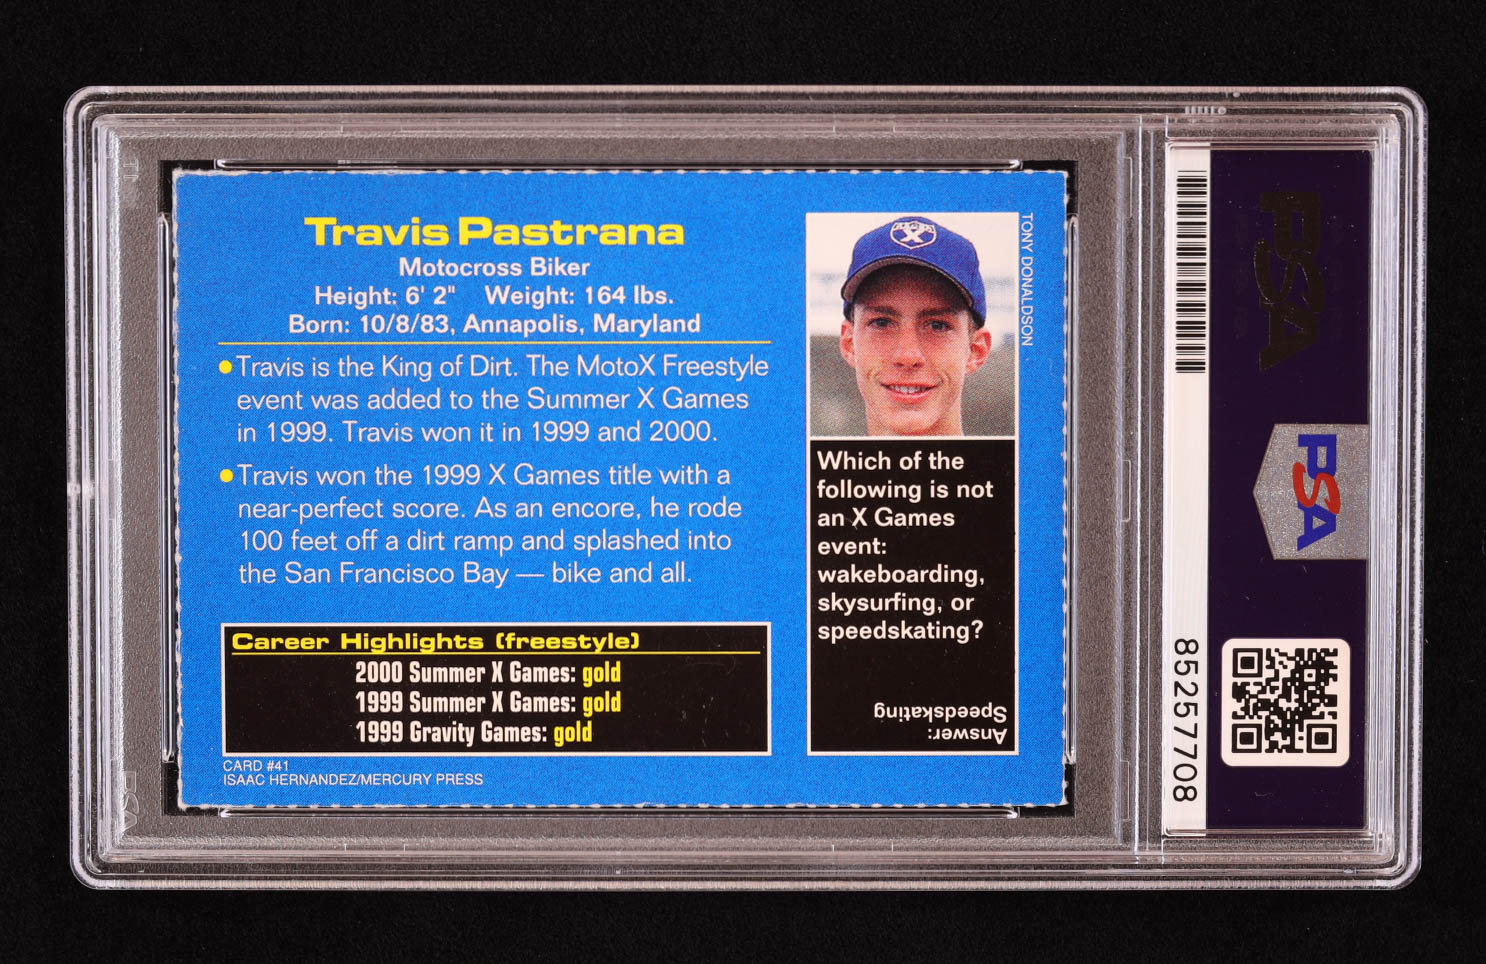 Travis Pastrana
Motocross Biker
Height: 6' 2" Weight: 164 lbs.
Born: 10/8/83, Annapolis, Maryland
•Travis is the King of Dirt. The MotoX Freestyle
event was added to the Summer X Games
in 1999. Travis won it in 1999 and 2000.
•Travis won the 1999 X Games title with a
near-perfect score. As an encore, he rode
100 feet off a dirt ramp and splashed into
the San Francisco Bay — bike and all.
Career Highlights (freestyle)
2000 Summer X Games: gold
1999 Summer X Games: gold
1999 Gravity Games: gold
CARD #41
ISAAC HERNANDEZ/MERCURY PRESS
X
TONY DONALDSON
Which of the
following is not
an X Games
event:
wakeboarding,
skysurfing, or
speedskating?
Answer:
Speedskating
PSA
PSA
85257708
PSA